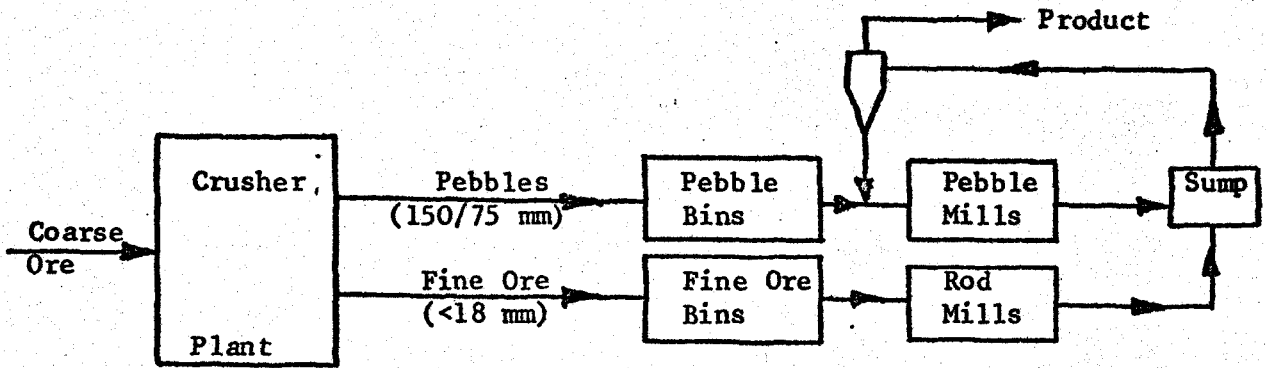 Product
Crusher
Plant
Coarse
Ore
Pebbles
(150/75 mm)
Fine Ore
(<18 mm)
Pebble
Bins
Fine Ore
Bins
Pebble
Mills
Rod
Mills
Sump